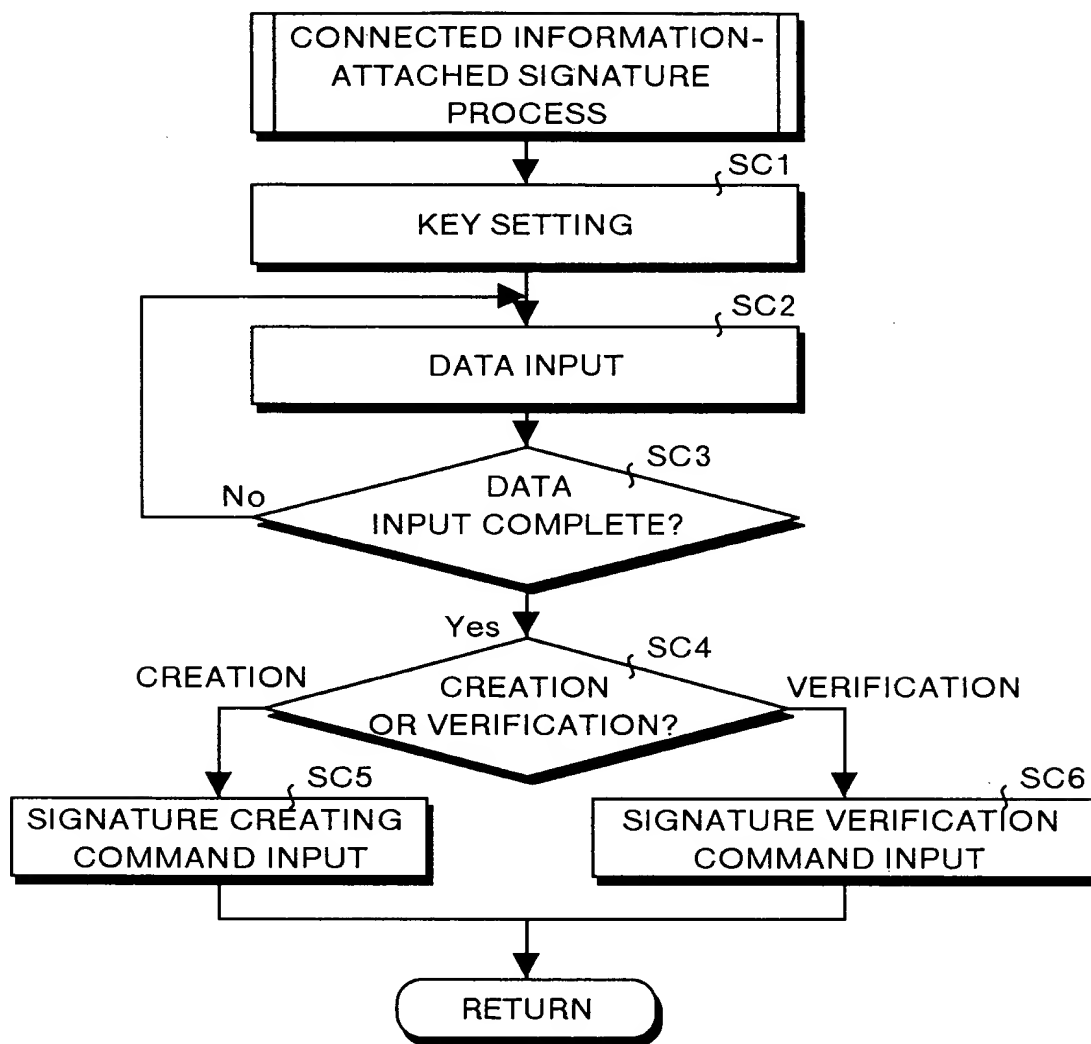 CONNECTED INFORMATION-
ATTACHED SIGNATURE
PROCESS
SC1
KEY SETTING
SC2
DATA INPUT
SC3
DATA
INPUT COMPLETE?
No
Yes
SC4
CREATION
OR VERIFICATION?
CREATION
VERIFICATION
SC5
SIGNATURE CREATING
COMMAND INPUT
SC6
SIGNATURE VERIFICATION
COMMAND INPUT
RETURN